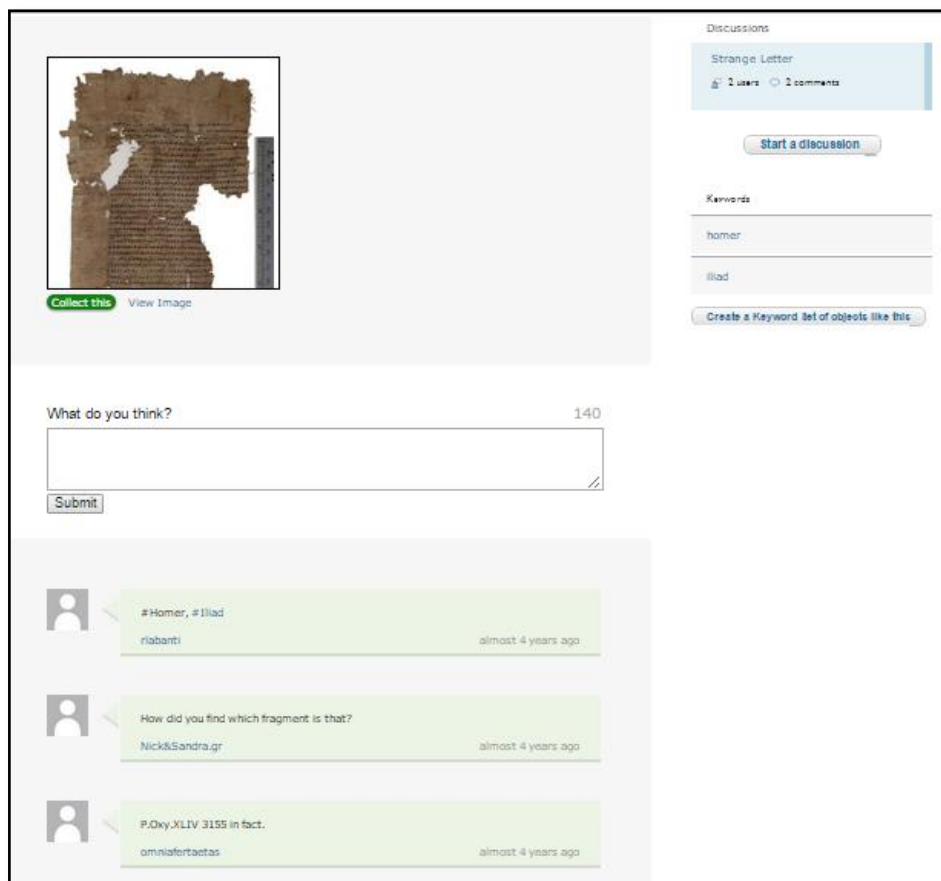 Collect this View Image
What do you think? 140
Submit
#Homer, #Iliad
rlabanti almost 4 years ago
How did you find which fragment is that?
Nick&Sandra.gr almost 4 years ago
P.Oxy.XLIV 3155 in fact.
omniafertaetas almost 4 years ago
Discussions
Strange Letter
2 users 2 comments
Start a discussion
Keywords
homer
iliad
Create a Keyword Set of objects like this